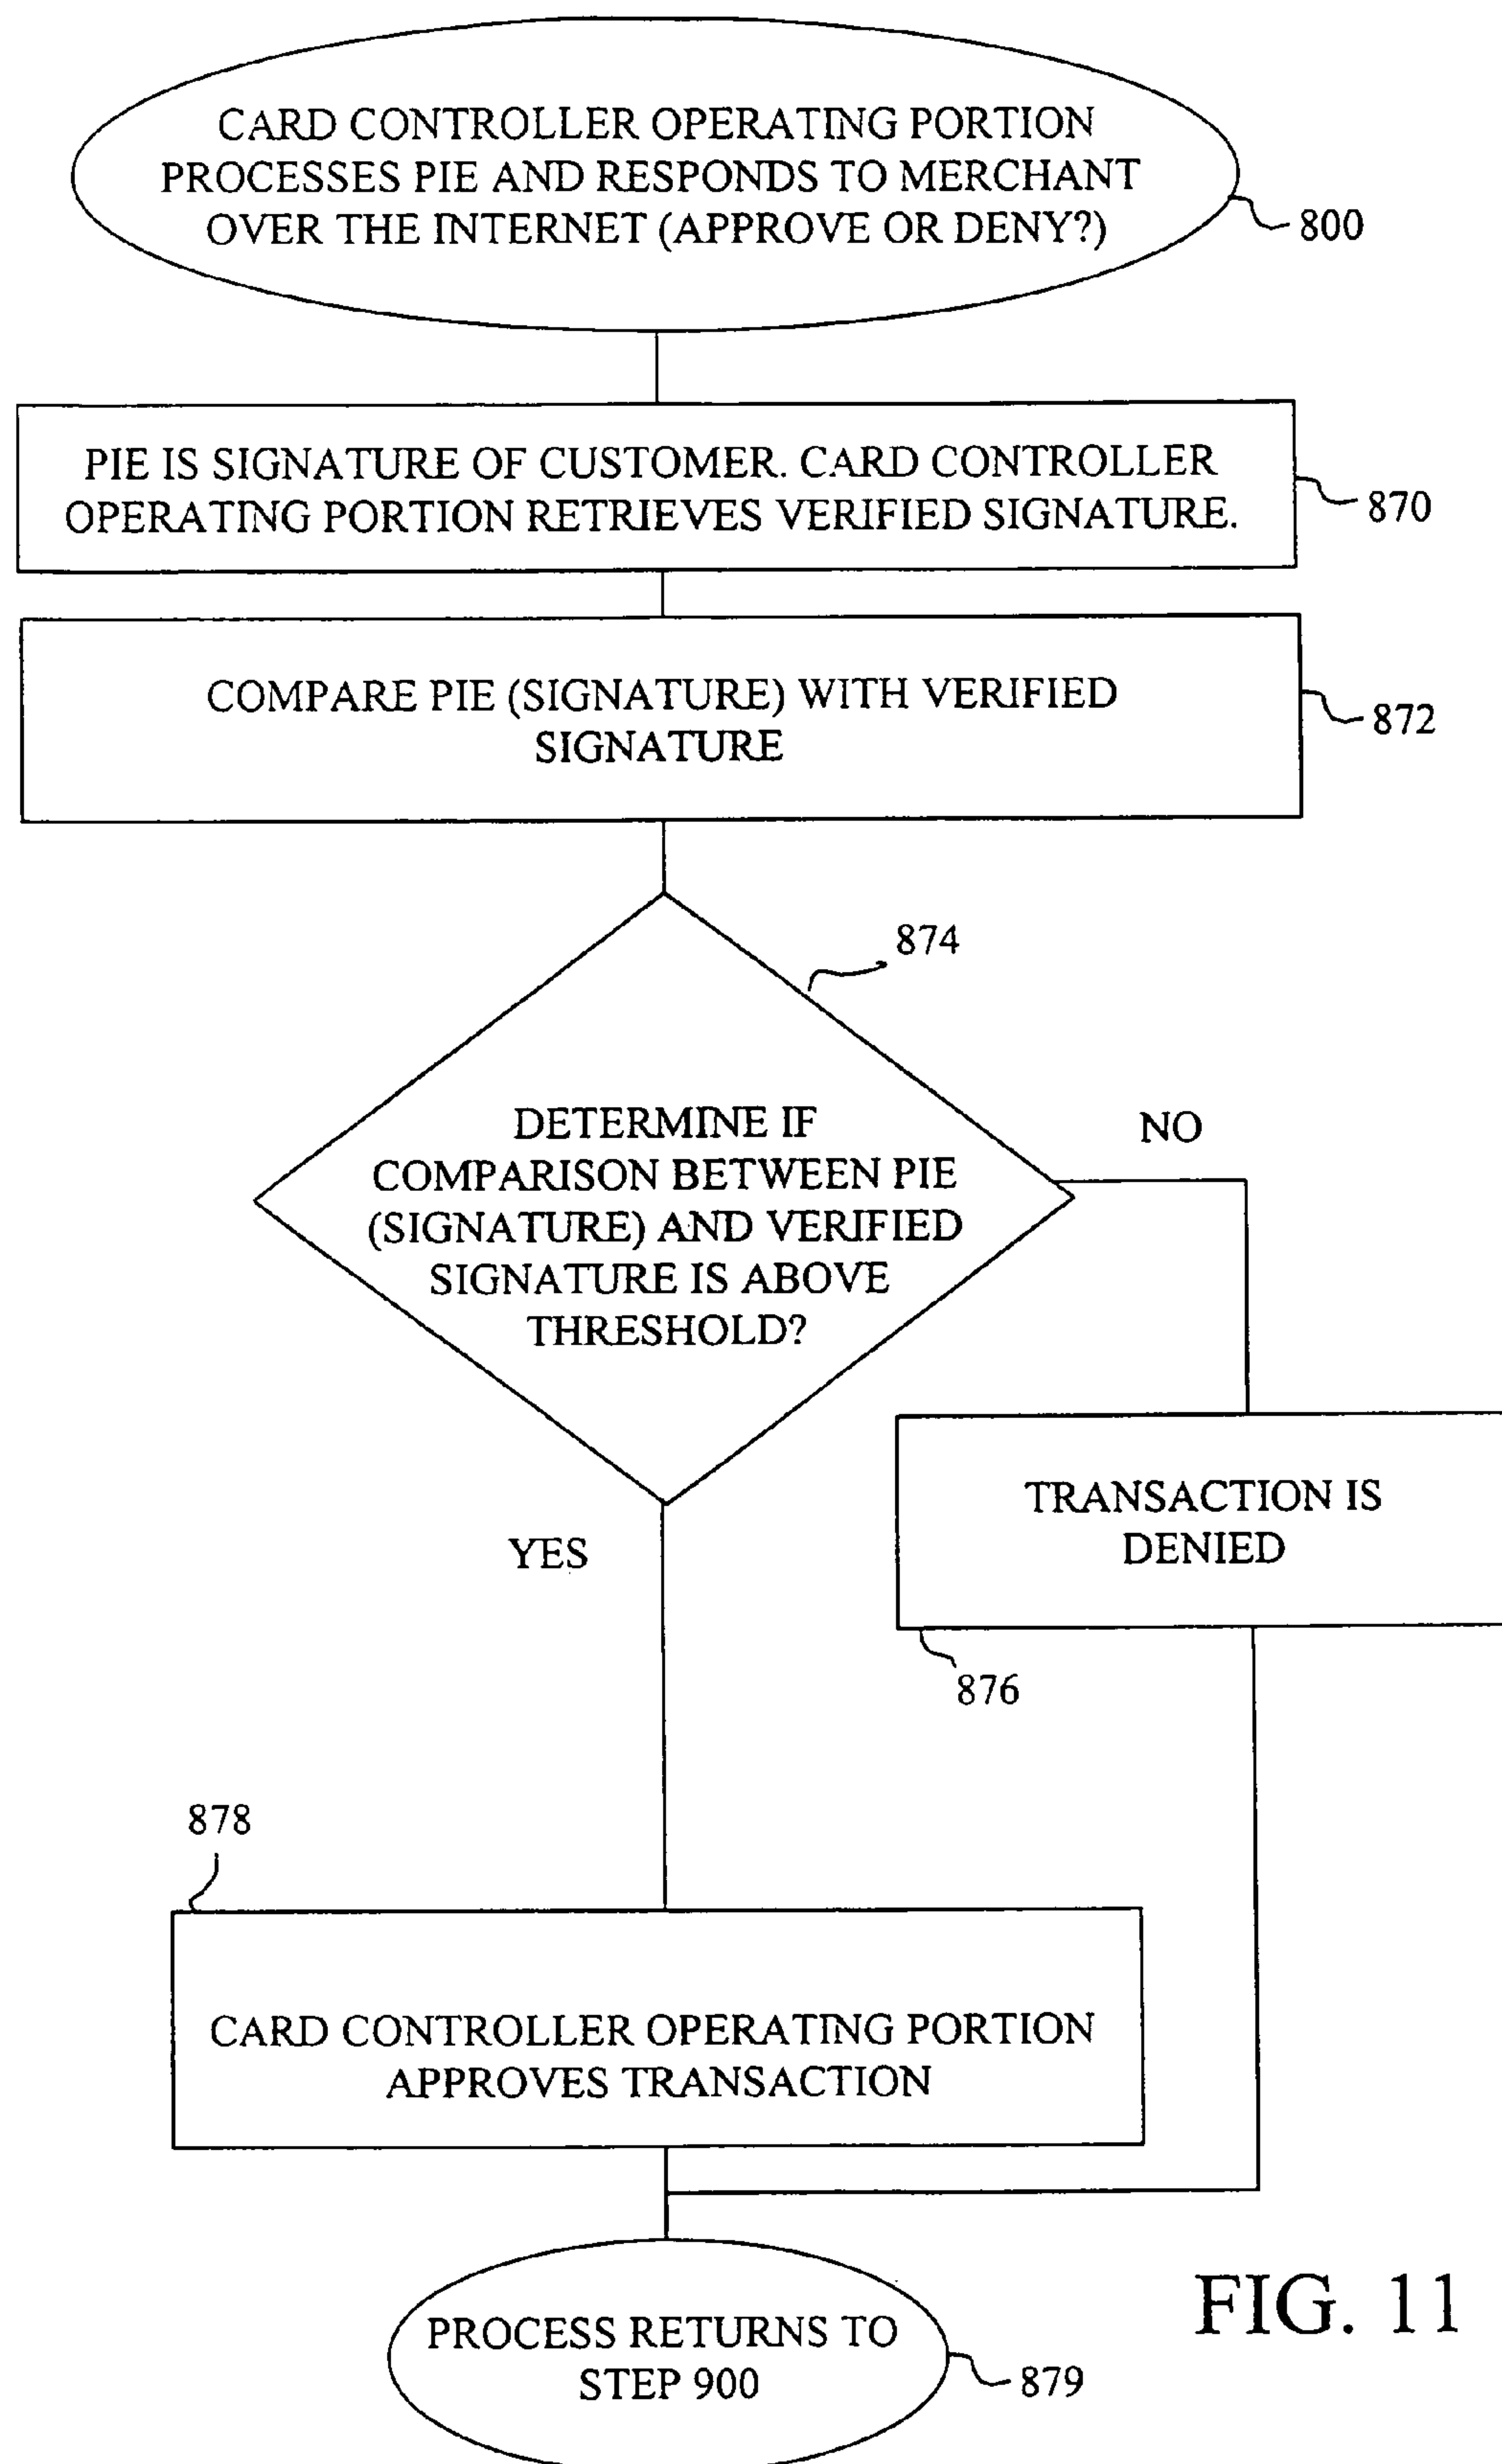 CARD CONTROLLER OPERATING PORTION
PROCESSES PIE AND RESPONDS TO MERCHANT
OVER THE INTERNET (APPROVE OR DENY?)
800
PIE IS SIGNATURE OF CUSTOMER. CARD CONTROLLER
OPERATING PORTION RETRIEVES VERIFIED SIGNATURE.
870
COMPARE PIE (SIGNATURE) WITH VERIFIED
SIGNATURE
872
874
DETERMINE IF
COMPARISON BETWEEN PIE
(SIGNATURE) AND VERIFIED
SIGNATURE IS ABOVE
THRESHOLD?
NO
YES
TRANSACTION IS
DENIED
876
878
CARD CONTROLLER OPERATING PORTION
APPROVES TRANSACTION
PROCESS RETURNS TO
STEP 900
879
FIG. 11